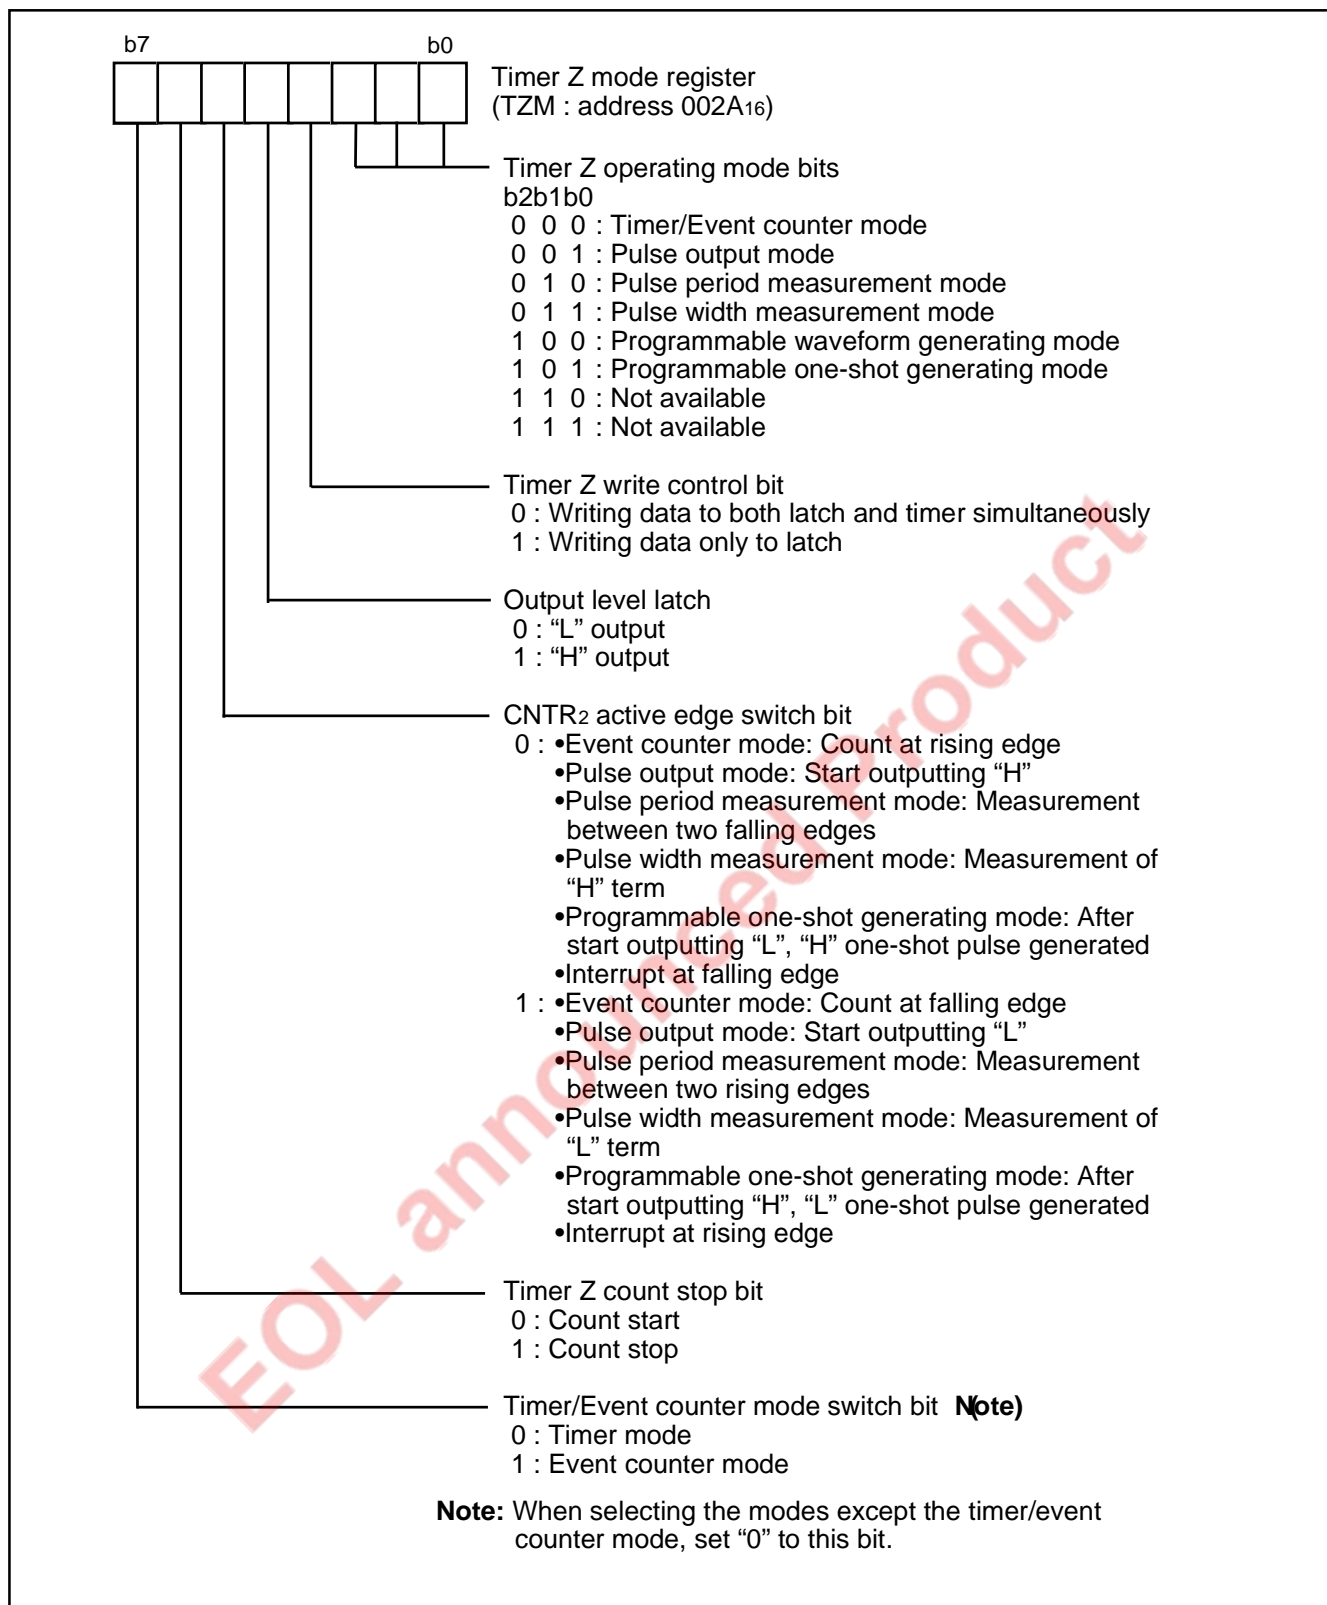 b7 b0
Timer Z mode register
(TZM : address 002A16)
Timer Z operating mode bits
b2b1b0
0 0 0 : Timer/Event counter mode
0 0 1 : Pulse output mode
0 1 0 : Pulse period measurement mode
0 1 1 : Pulse width measurement mode
1 0 0 : Programmable waveform generating mode
1 0 1 : Programmable one-shot generating mode
1 1 0 : Not available
1 1 1 : Not available
Timer Z write control bit
0 : Writing data to both latch and timer simultaneously
1 : Writing data only to latch
Output level latch
0 : “L” output
1 : “H” output
CNTR2 active edge switch bit
0 : •Event counter mode: Count at rising edge
•Pulse output mode: Start outputting “H”
•Pulse period measurement mode: Measurement
between two falling edges
•Pulse width measurement mode: Measurement of
“H” term
•Programmable one-shot generating mode: After
start outputting “L”, “H” one-shot pulse generated
•Interrupt at falling edge
1 : •Event counter mode: Count at falling edge
•Pulse output mode: Start outputting “L”
•Pulse period measurement mode: Measurement
between two rising edges
•Pulse width measurement mode: Measurement of
“L” term
•Programmable one-shot generating mode: After
start outputting “H”, “L” one-shot pulse generated
•Interrupt at rising edge
Timer Z count stop bit
0 : Count start
1 : Count stop
Timer/Event counter mode switch bit (Note)
0 : Timer mode
1 : Event counter mode
Note: When selecting the modes except the timer/event
counter mode, set “0” to this bit.
EOL announced Product